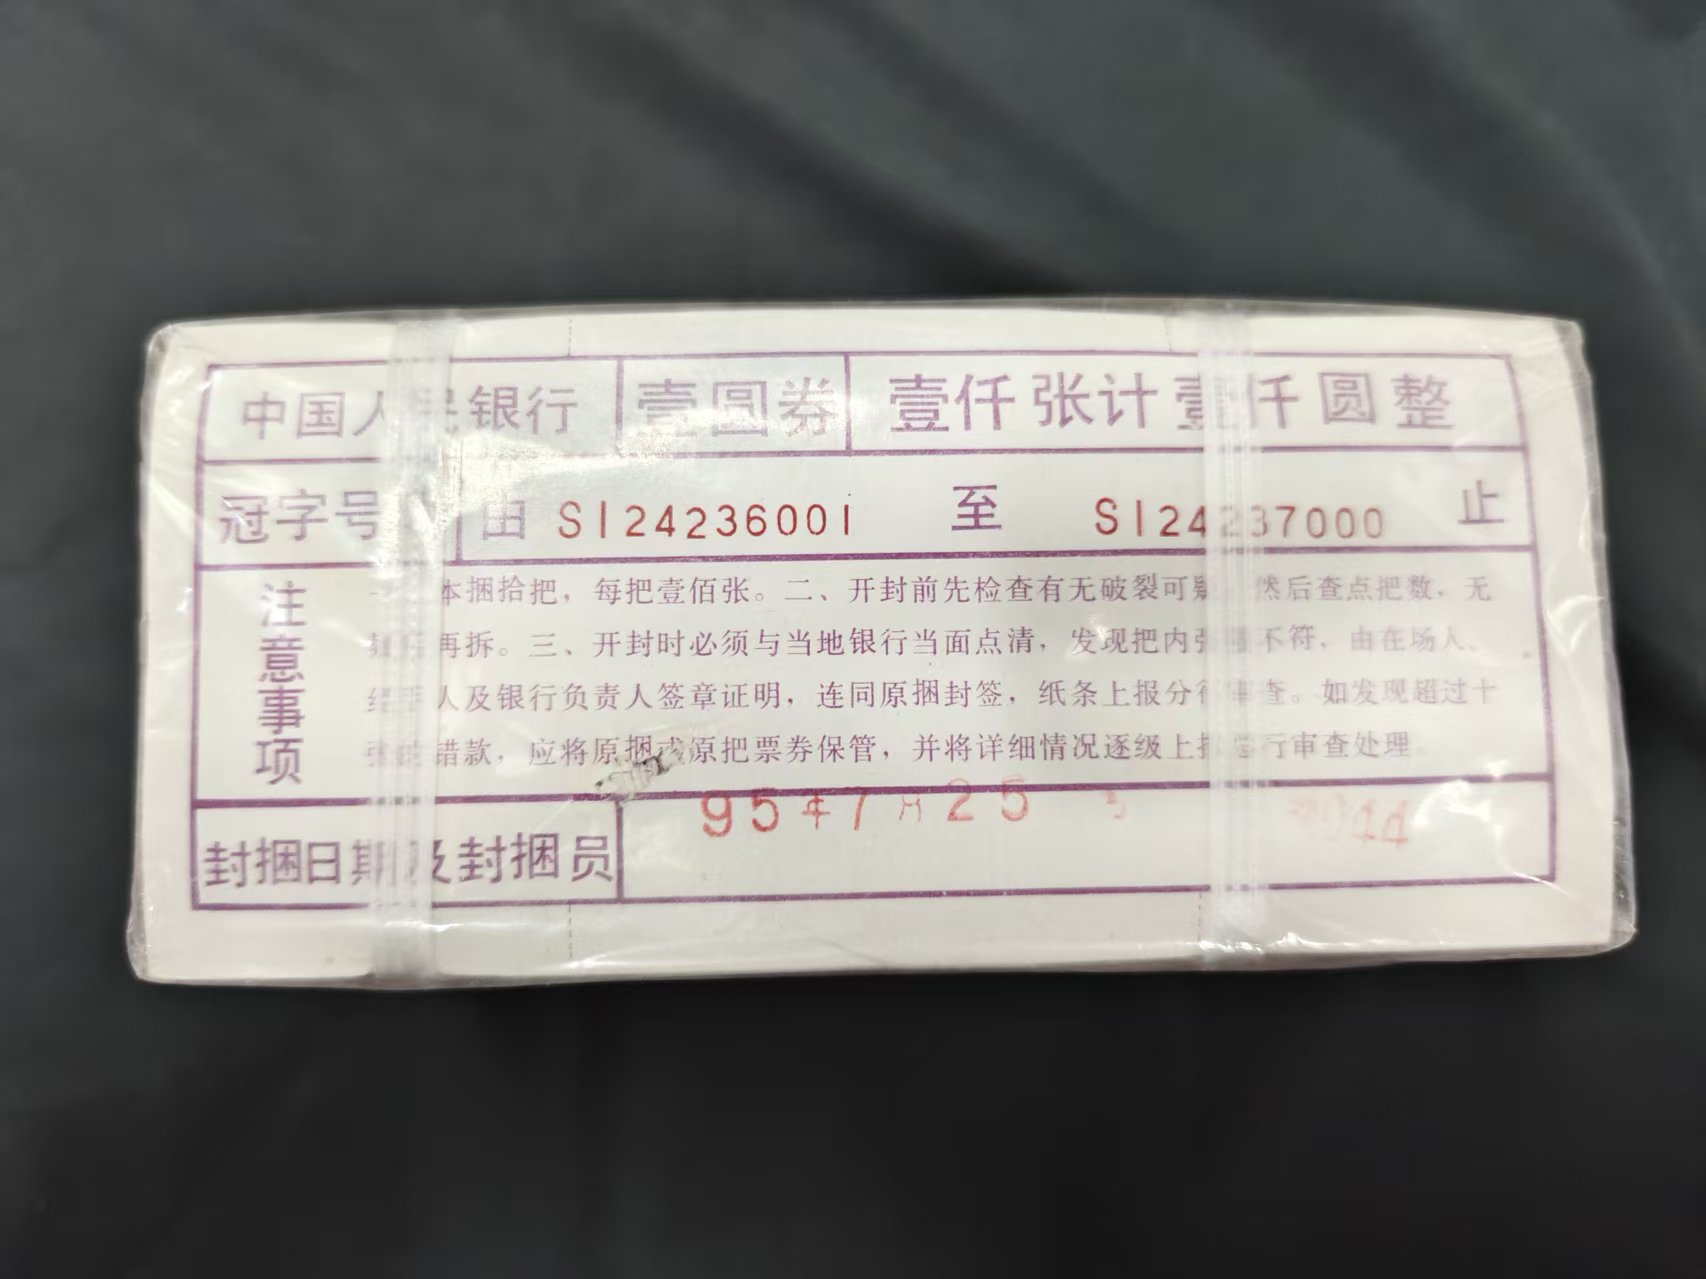 中国人民银行 壹圆券 壹仟张计壹仟圆整
冠字号 由 SI24236001 至 SI24237000 止
注意事项
本捆拾把，每把壹佰张。二、开封前先检查有无破裂可疑 然后查点把数，无
再拆。三、开封时必须与当地银行当面点清，发现把内张 不符，由在场人、
人及银行负责人签章证明，连同原捆封签，纸条上报分行审查。如发现超过十
张 错款，应将原捆或原把票券保管，并将详细情况逐级上报 行审查处理
封捆日期及封捆员 95年7月25